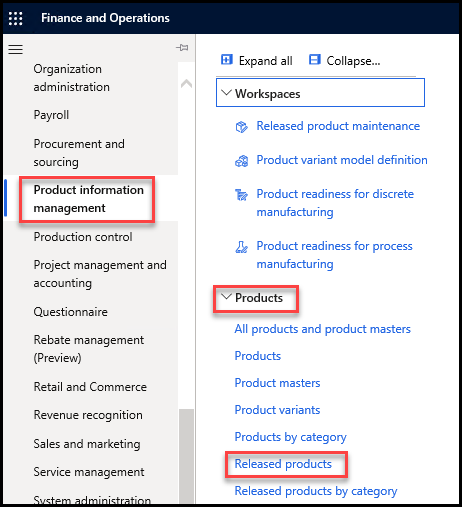 Finance and Operations
Organization
administration
Payroll
Procurement and
sourcing
Product information
management
Production control
Project management and
accounting
Questionnaire
Rebate management
(Preview)
Retail and Commerce
Revenue recognition
Sales and marketing
Service management
System administration
Expand all
Collapse...
Workspaces
Released product maintenance
Product variant model definition
Product readiness for discrete
manufacturing
Product readiness for process
manufacturing
Products
All products and product masters
Products
Product masters
Product variants
Products by category
Released products
Released products by category